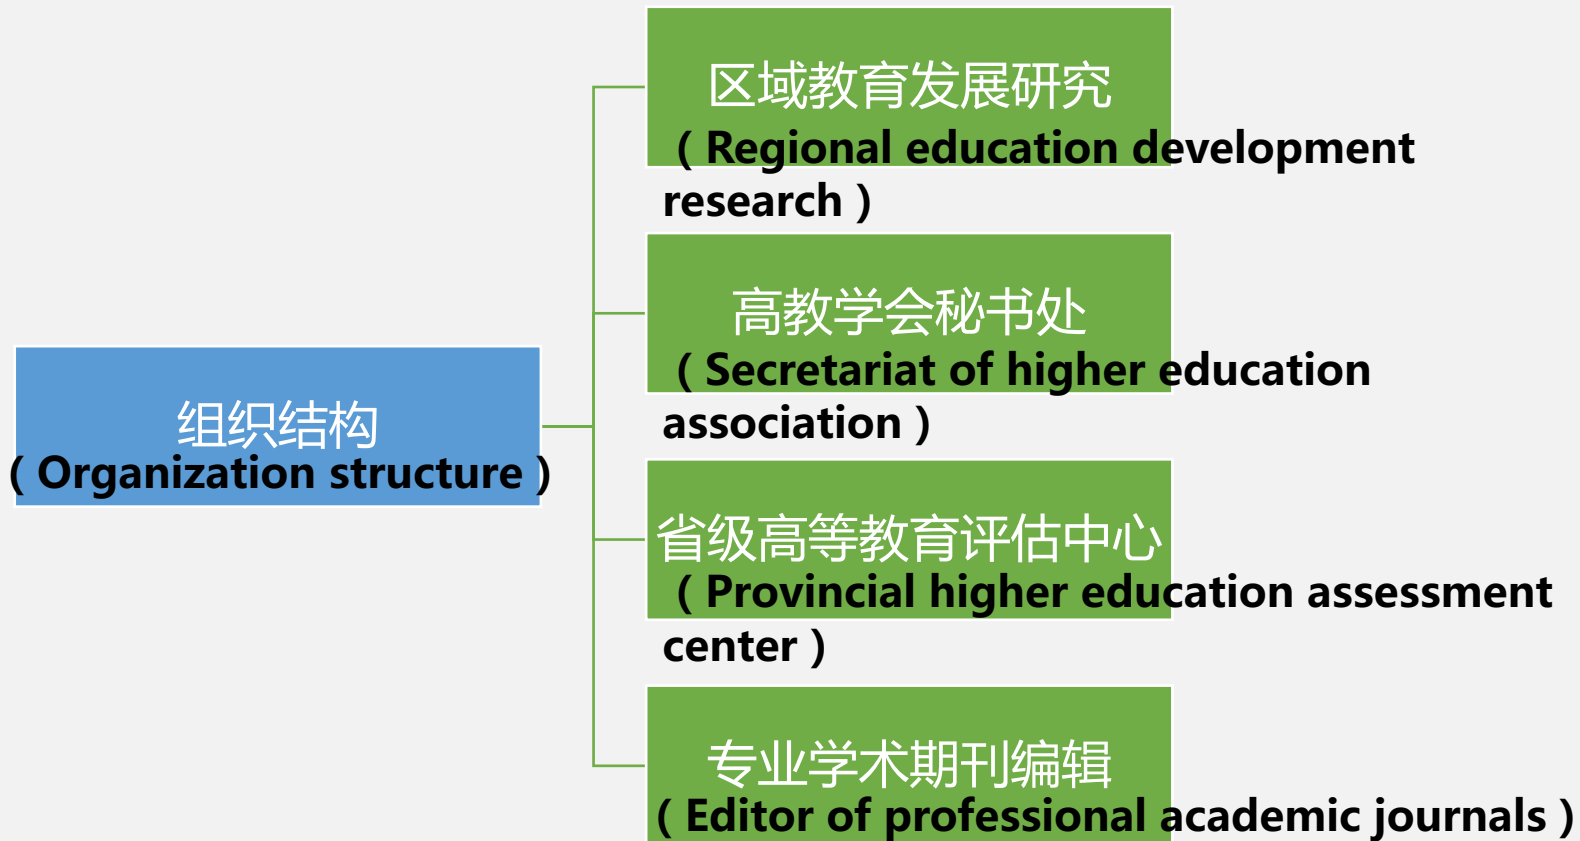 区域教育发展研究
（Regional education development
research）
高教学会秘书处
（Secretariat of higher education
association）
组织结构
（Organization structure）
省级高等教育评估中心
（Provincial higher education assessment
center）
专业学术期刊编辑
（Editor of professional academic journals）